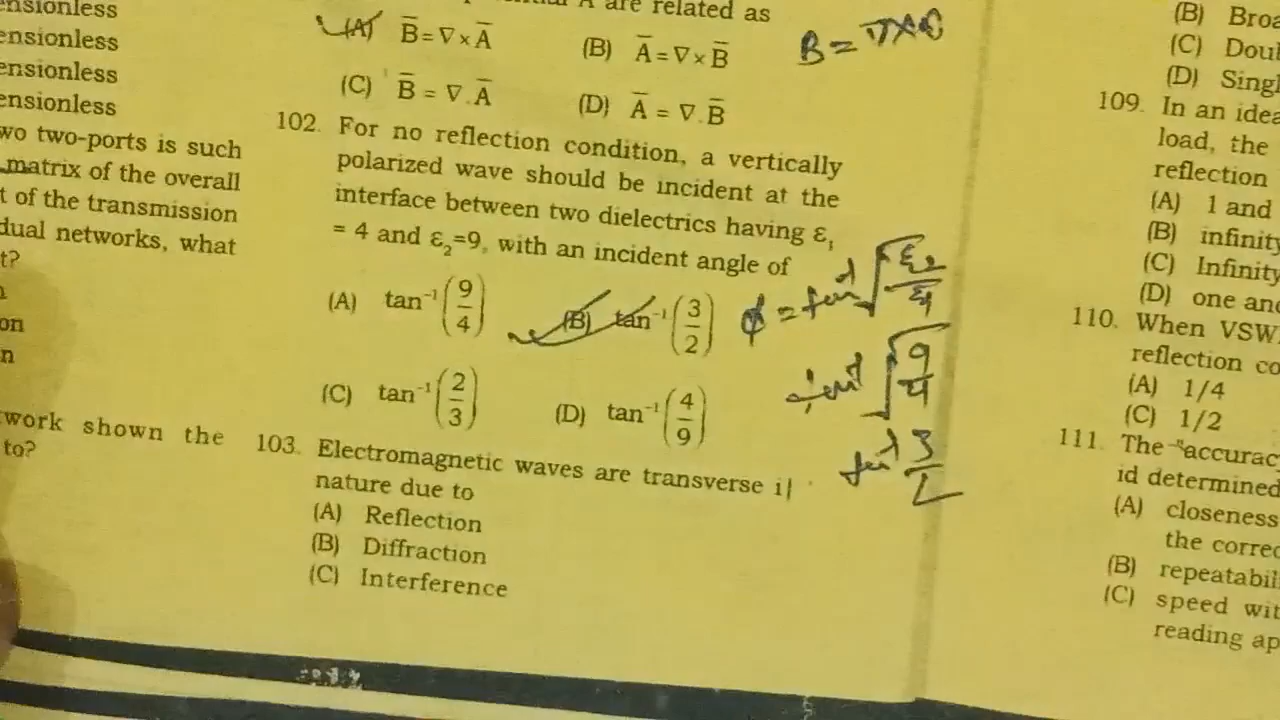 ensionless
ensionless
ensionless
ensionless
wo two-ports is such
matrix of the overall
t of the transmission
dual networks, what
t?
on
n
work shown the
to?
A are related as
(A) B̅ = ∇ × A̅
(B) A̅ = ∇ × B̅
B = ∇×
(C) B̅ = ∇ . A̅
(D) A̅ = ∇ . B̅
102. For no reflection condition, a vertically
polarized wave should be incident at the
interface between two dielectrics having ε₁
= 4 and ε₂=9, with an incident angle of
(A) tan⁻¹(9/4)
(B) tan⁻¹(3/2)
(C) tan⁻¹(2/3)
(D) tan⁻¹(4/9)
ϕ = tan⁻¹ √(ε₂/ε₁)
tan⁻¹ √(9/4)
tan⁻¹ 3/2
103. Electromagnetic waves are transverse i
nature due to
(A) Reflection
(B) Diffraction
(C) Interference
(B) Broa
(C) Doul
(D) Singl
109. In an idea
load, the
reflection
(A) 1 and
(B) infinity
(C) Infinity
(D) one and
110. When VSW
reflection co
(A) 1/4
(C) 1/2
111. The "accurac
id determined
(A) closeness
the correc
(B) repeatabil
(C) speed wit
reading ap